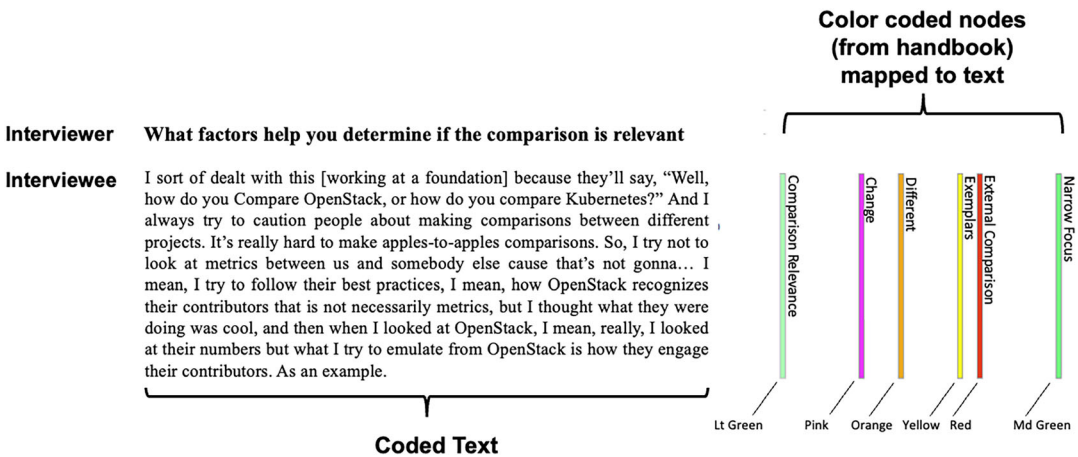 Color coded nodes
(from handbook)
mapped to text
Interviewer
What factors help you determine if the comparison is relevant
Interviewee
I sort of dealt with this [working at a foundation] because they’ll say, “Well,
how do you Compare OpenStack, or how do you compare Kubernetes?” And I
always try to caution people about making comparisons between different
projects. It’s really hard to make apples-to-apples comparisons. So, I try not to
look at metrics between us and somebody else cause that’s not gonna… I
mean, I try to follow their best practices, I mean, how OpenStack recognizes
their contributors that is not necessarily metrics, but I thought what they were
doing was cool, and then when I looked at OpenStack, I mean, really, I looked
at their numbers but what I try to emulate from OpenStack is how they engage
their contributors. As an example.
Coded Text
Comparison Relevance
Change
Different
Exemplars
External Comparison
Narrow Focus
Lt Green
Pink
Orange
Yellow
Red
Md Green